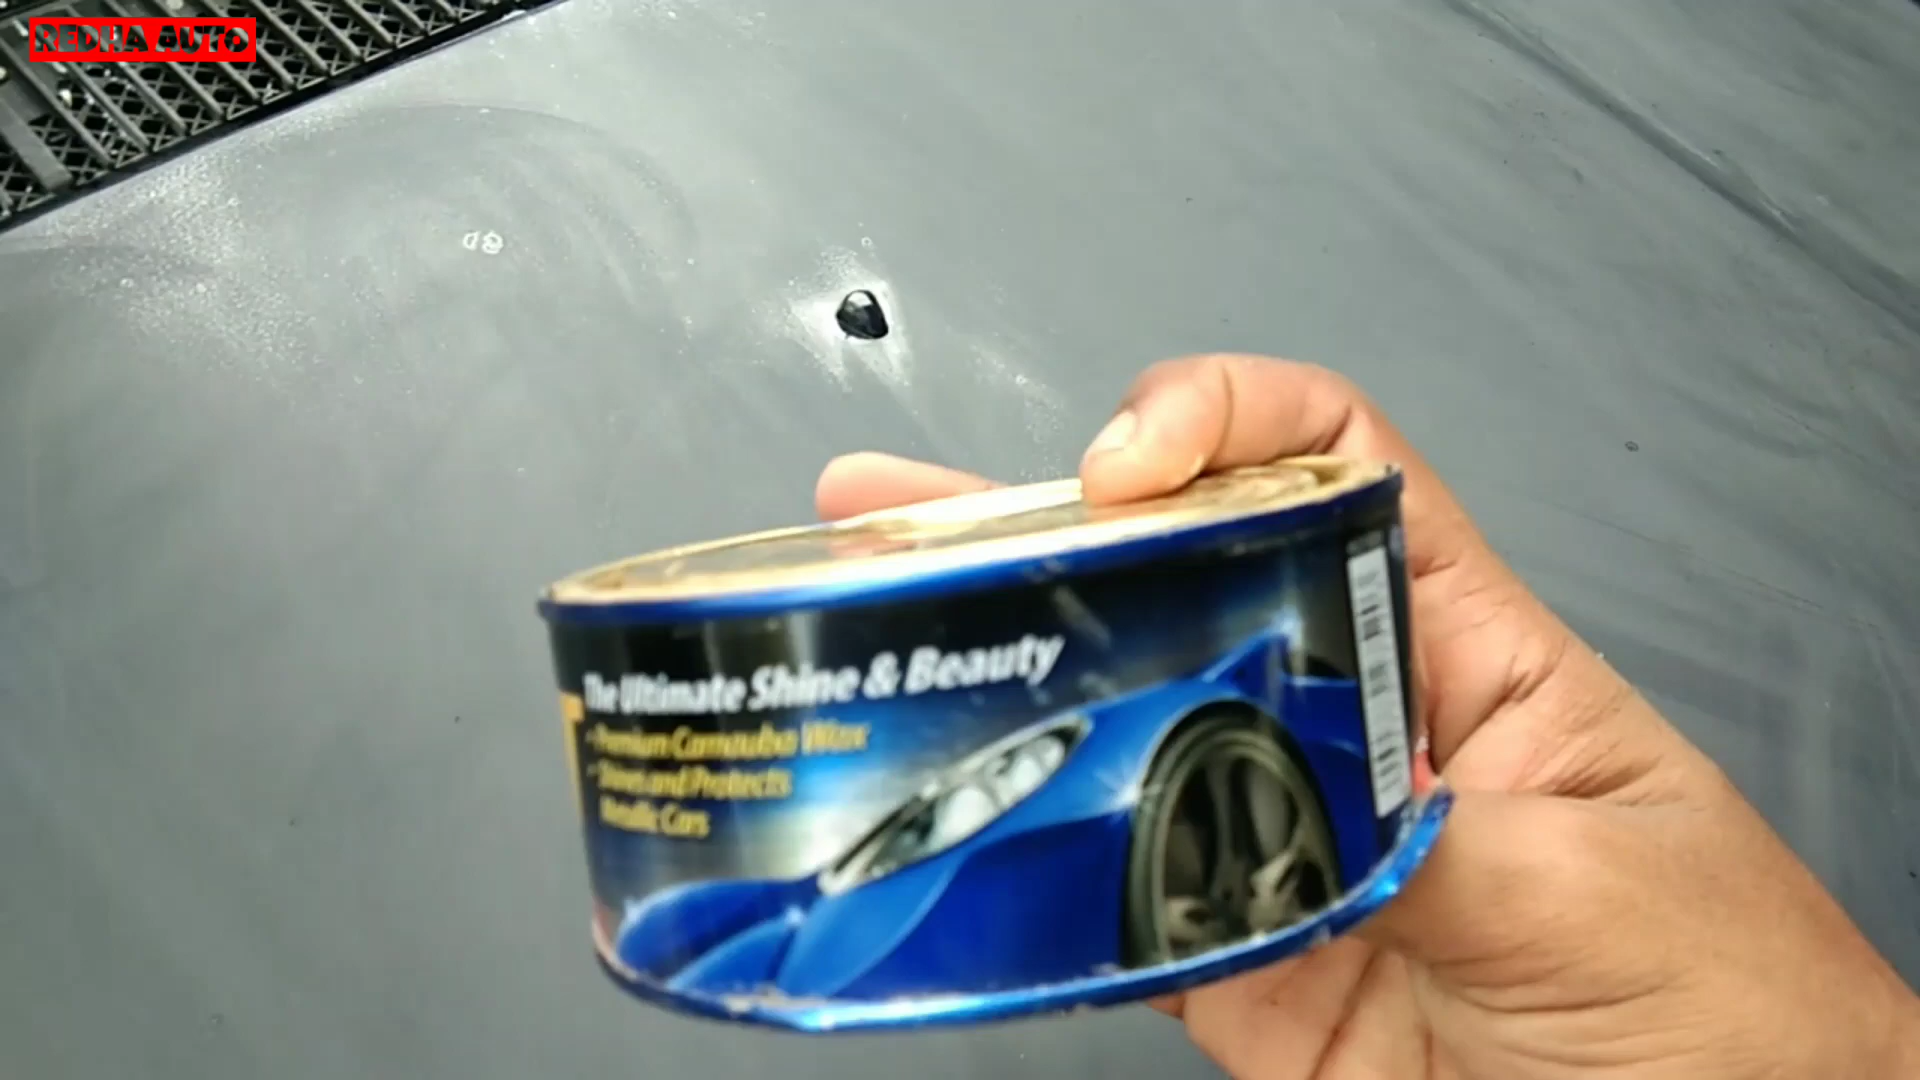 REDHA AUTO
The Ultimate Shine & Beauty
- Premium Carnauba Wax
- Shines and Protects
Metallic Cars